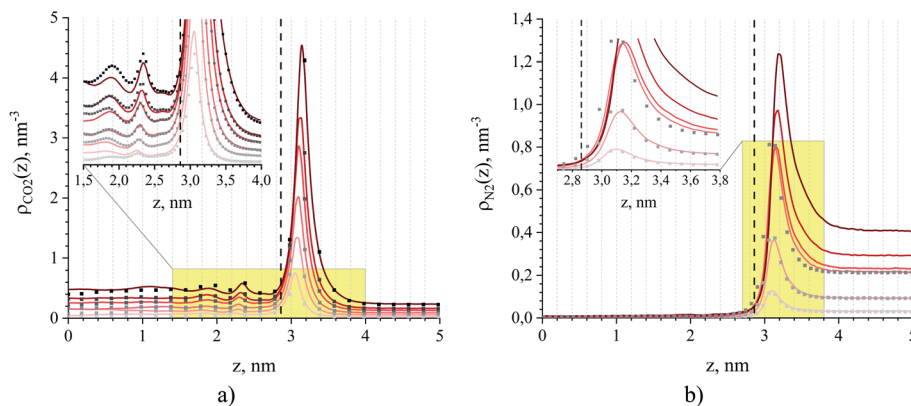 5
4
3
2
1
0
ρCO2(z), nm-3
1,5 2,0 2,5 3,0 3,5 4,0
z, nm
0 1 2 3 4 5
z, nm
a)
1,4
1,2
1,0
0,8
0,6
0,4
0,2
0,0
ρN2(z), nm-3
2,8 3,0 3,2 3,4 3,6 3,8
z, nm
0 1 2 3 4 5
z, nm
b)